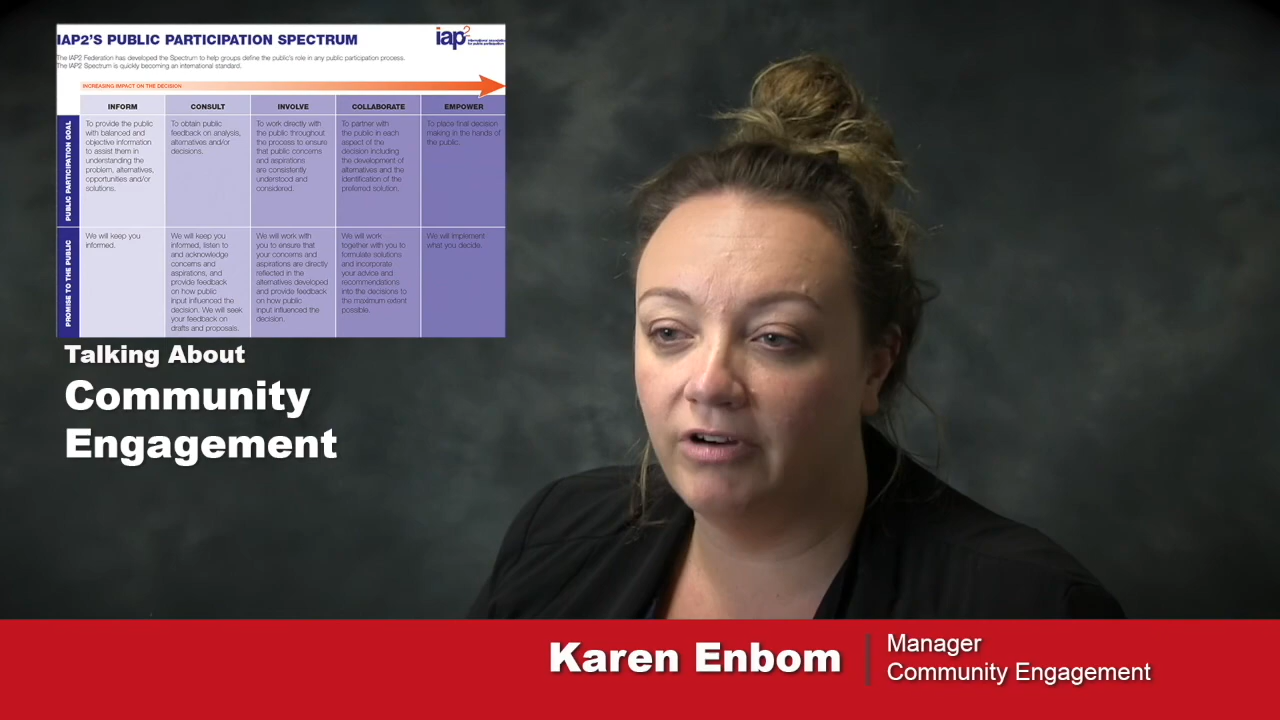 IAP2'S PUBLIC PARTICIPATION SPECTRUM
iap2
international association
for public participation
The IAP2 Federation has developed the Spectrum to help groups define the public's role in any public participation process.
The IAP2 Spectrum is quickly becoming an international standard.
INCREASING IMPACT ON THE DECISION
INFORM
CONSULT
INVOLVE
COLLABORATE
EMPOWER
PUBLIC PARTICIPATION GOAL
To provide the public
with balanced and
objective information
to assist them in
understanding the
problem, alternatives,
opportunities and/or
solutions.
To obtain public
feedback on analysis,
alternatives and/or
decisions.
To work directly with
the public throughout
the process to ensure
that public concerns
and aspirations
are consistently
understood and
considered.
To partner with
the public in each
aspect of the
decision including
the development of
alternatives and the
identification of the
preferred solution.
To place final decision
making in the hands of
the public.
PROMISE TO THE PUBLIC
We will keep you
informed.
We will keep you
informed, listen to
and acknowledge
concerns and
aspirations, and
provide feedback
on how public
input influenced the
decision. We will seek
your feedback on
drafts and proposals.
We will work with
you to ensure that
your concerns and
aspirations are directly
reflected in the
alternatives developed
and provide feedback
on how public
input influenced the
decision.
We will work
together with you to
formulate solutions
and incorporate
your advice and
recommendations
into the decisions to
the maximum extent
possible.
We will implement
what you decide.
Talking About
Community
Engagement
Karen Enbom
Manager
Community Engagement